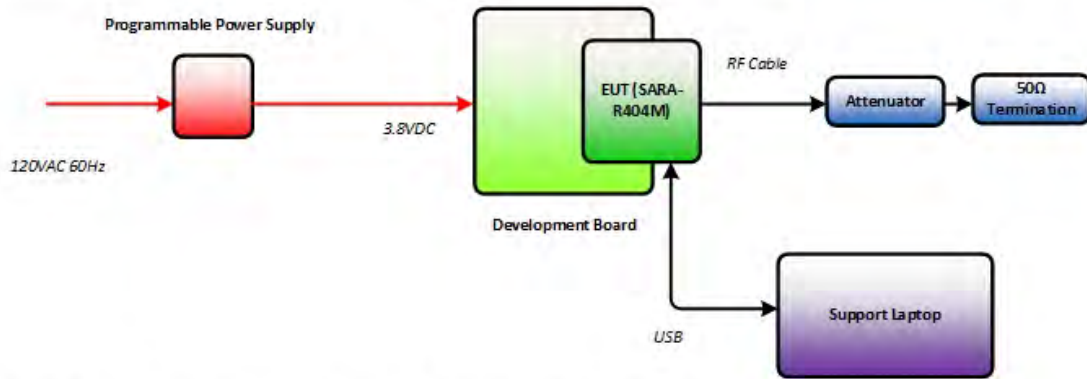 Programmable Power Supply
120VAC 60Hz
3.8VDC
EUT (SARA-
R404M)
Development Board
RF Cable
Attenuator
50Ω
Termination
USB
Support Laptop